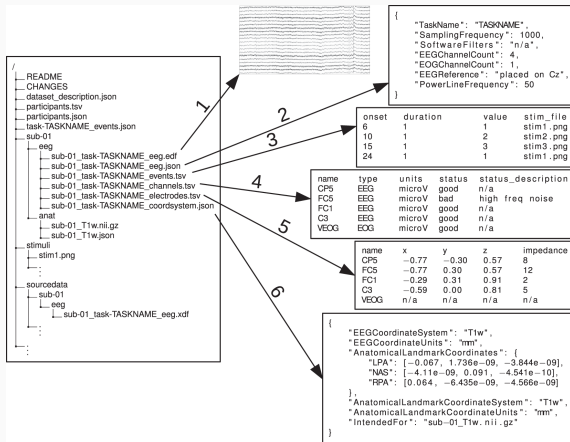 /
README
CHANGES
dataset_description.json
participants.tsv
participants.json
task-TASKNAME_events.json
sub-01
eeg
sub-01_task-TASKNAME_eeg.edf
sub-01_task-TASKNAME_eeg.json
sub-01_task-TASKNAME_events.tsv
sub-01_task-TASKNAME_channels.tsv
sub-01_task-TASKNAME_electrodes.tsv
sub-01_task-TASKNAME_coordsystem.json
anat
sub-01_T1w.nii.gz
sub-01_T1w.json
stimuli
stim1.png
:
sourcedata
sub-01
eeg
sub-01_task-TASKNAME_eeg.xdf
:
1
2
3
4
5
6
{
"TaskName": "TASKNAME",
"SamplingFrequency": 1000,
"SoftwareFilters": "n/a",
"EEGChannelCount": 4,
"EOGChannelCount": 1,
"EEGReference": "placed on Cz",
"PowerLineFrequency": 50
}
onset duration value stim_file
6 1 1 stim1.png
10 1 2 stim2.png
15 1 3 stim3.png
24 1 1 stim1.png
name type units status status_description
CP5 EEG microV good n/a
FC5 EEG microV bad high freq noise
FC1 EEG microV good n/a
C3 EEG microV good n/a
VEOG EOG microV good n/a
name x y z impedance
CP5 −0.77 −0.30 0.57 8
FC5 −0.77 0.30 0.57 12
FC1 −0.29 0.31 0.91 2
C3 −0.59 0.00 0.81 5
VEOG n/a n/a n/a n/a
{
"EEGCoordinateSystem": "T1w",
"EEGCoordinateUnits": "mm",
"AnatomicalLandmarkCoordinates": {
"LPA": [−0.067, 1.736e−09, −3.844e−09],
"NAS": [−4.11e−09, 0.091, −4.541e−10],
"RPA": [0.064, −6.435e−09, −4.566e−09]
},
"AnatomicalLandmarkCoordinateSystem": "T1w",
"AnatomicalLandmarkCoordinateUnits": "mm",
"IntendedFor": "sub−01_T1w.nii.gz"
}